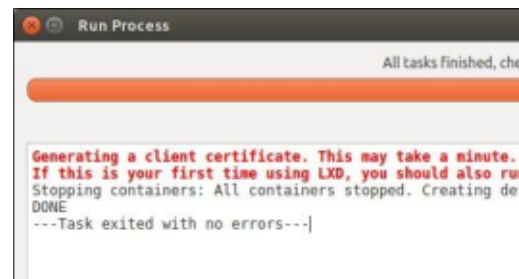 Run Process
All tasks finished, che
Generating a client certificate. This may take a minute.
If this is your first time using LXD, you should also ru
Stopping containers: All containers stopped. Creating de
DONE
---Task exited with no errors---